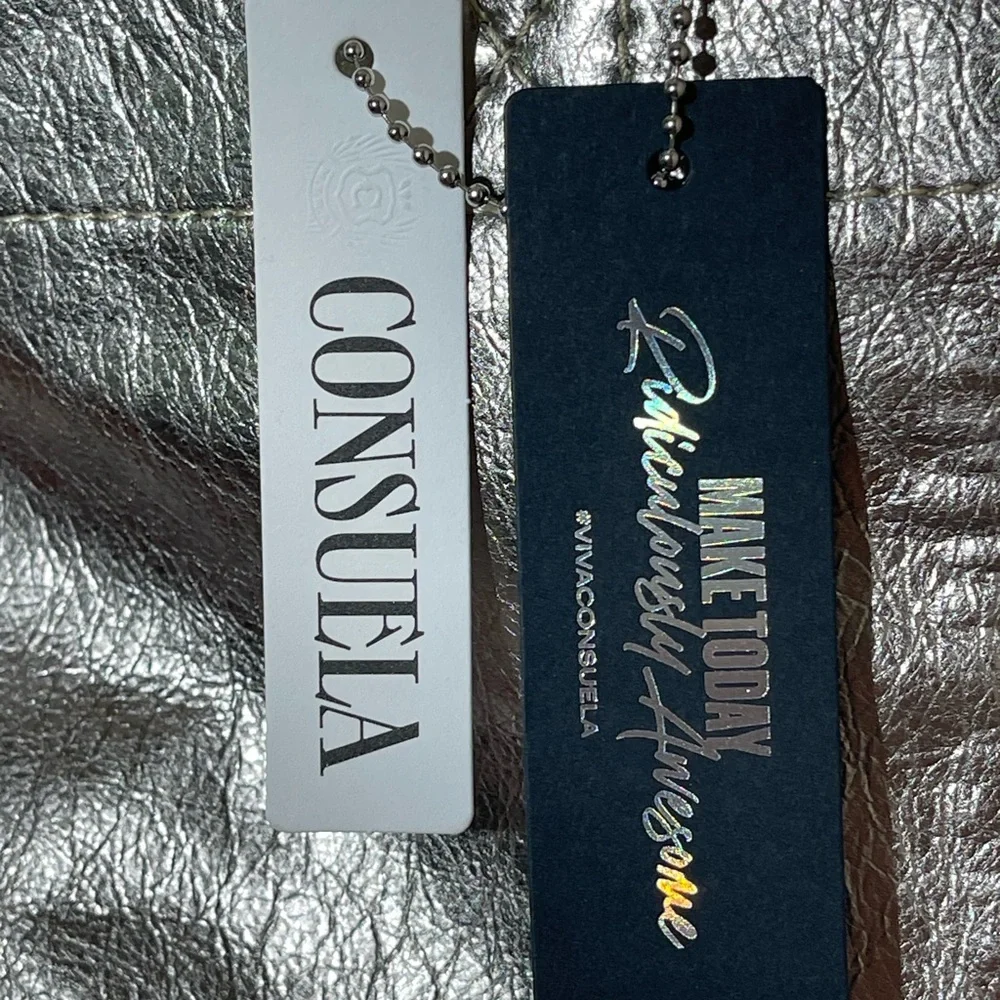 CONSUELA
MAKE TODAY
Ridiculously Awesome
#VIVACONSUELA